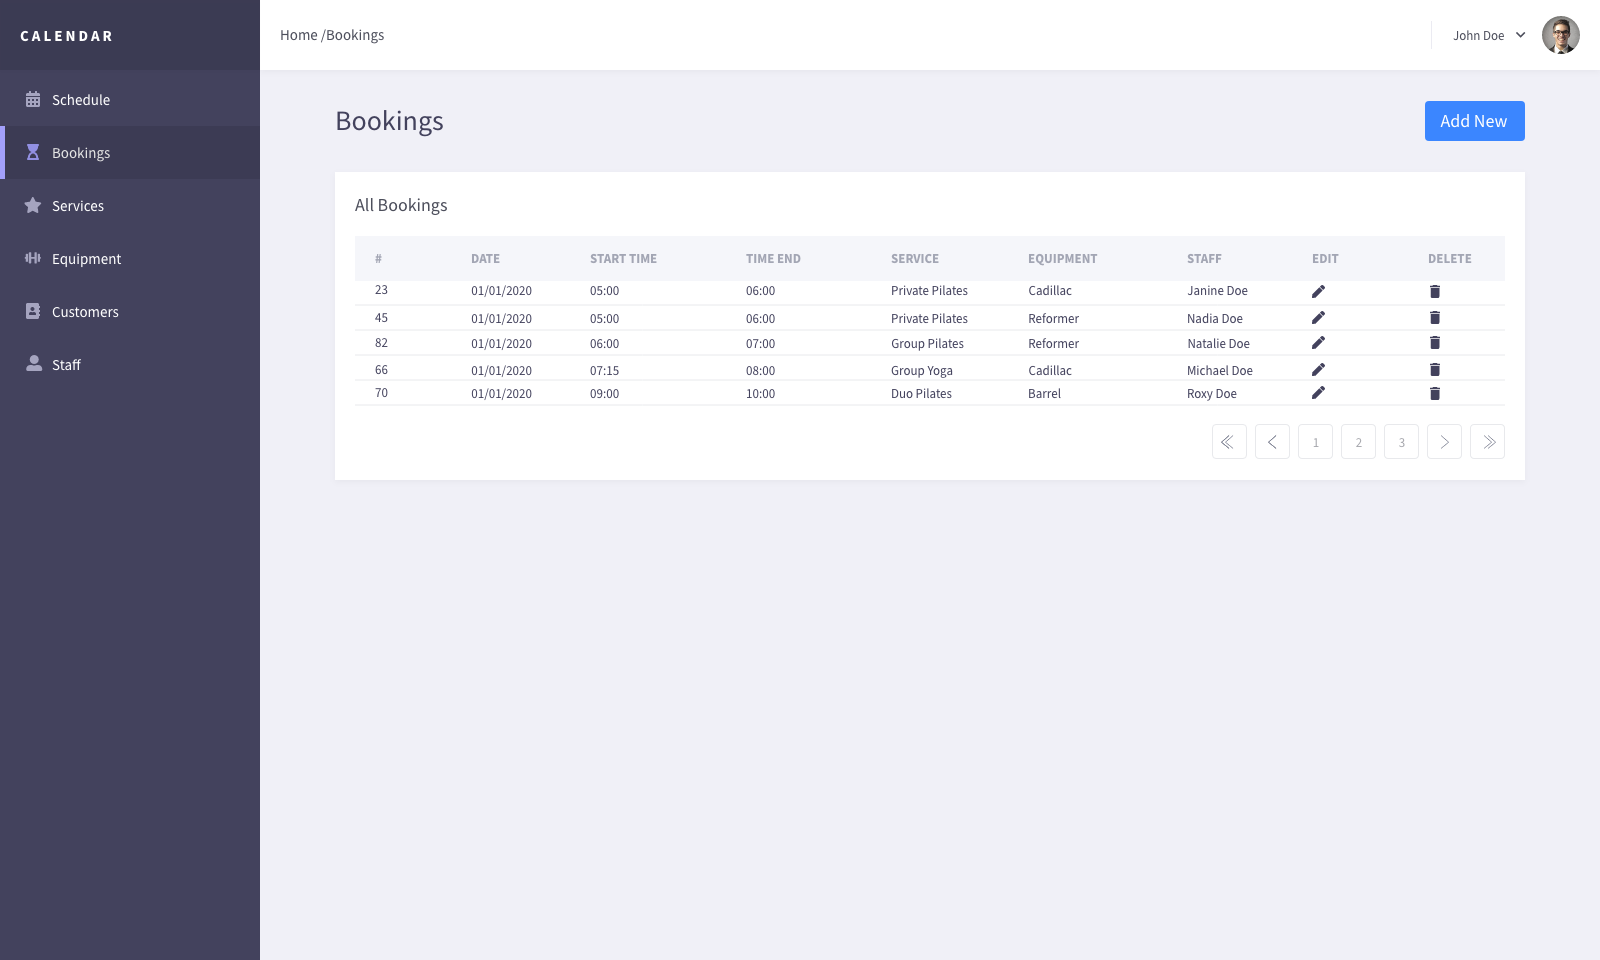 CALENDAR
Home /Bookings
John Doe
Schedule
Bookings
Services
Equipment
Customers
Staff
Bookings
Add New
All Bookings
# DATE START TIME TIME END SERVICE EQUIPMENT STAFF EDIT DELETE
23 01/01/2020 05:00 06:00 Private Pilates Cadillac Janine Doe
45 01/01/2020 05:00 06:00 Private Pilates Reformer Nadia Doe
82 01/01/2020 06:00 07:00 Group Pilates Reformer Natalie Doe
66 01/01/2020 07:15 08:00 Group Yoga Cadillac Michael Doe
70 01/01/2020 09:00 10:00 Duo Pilates Barrel Roxy Doe
1 2 3